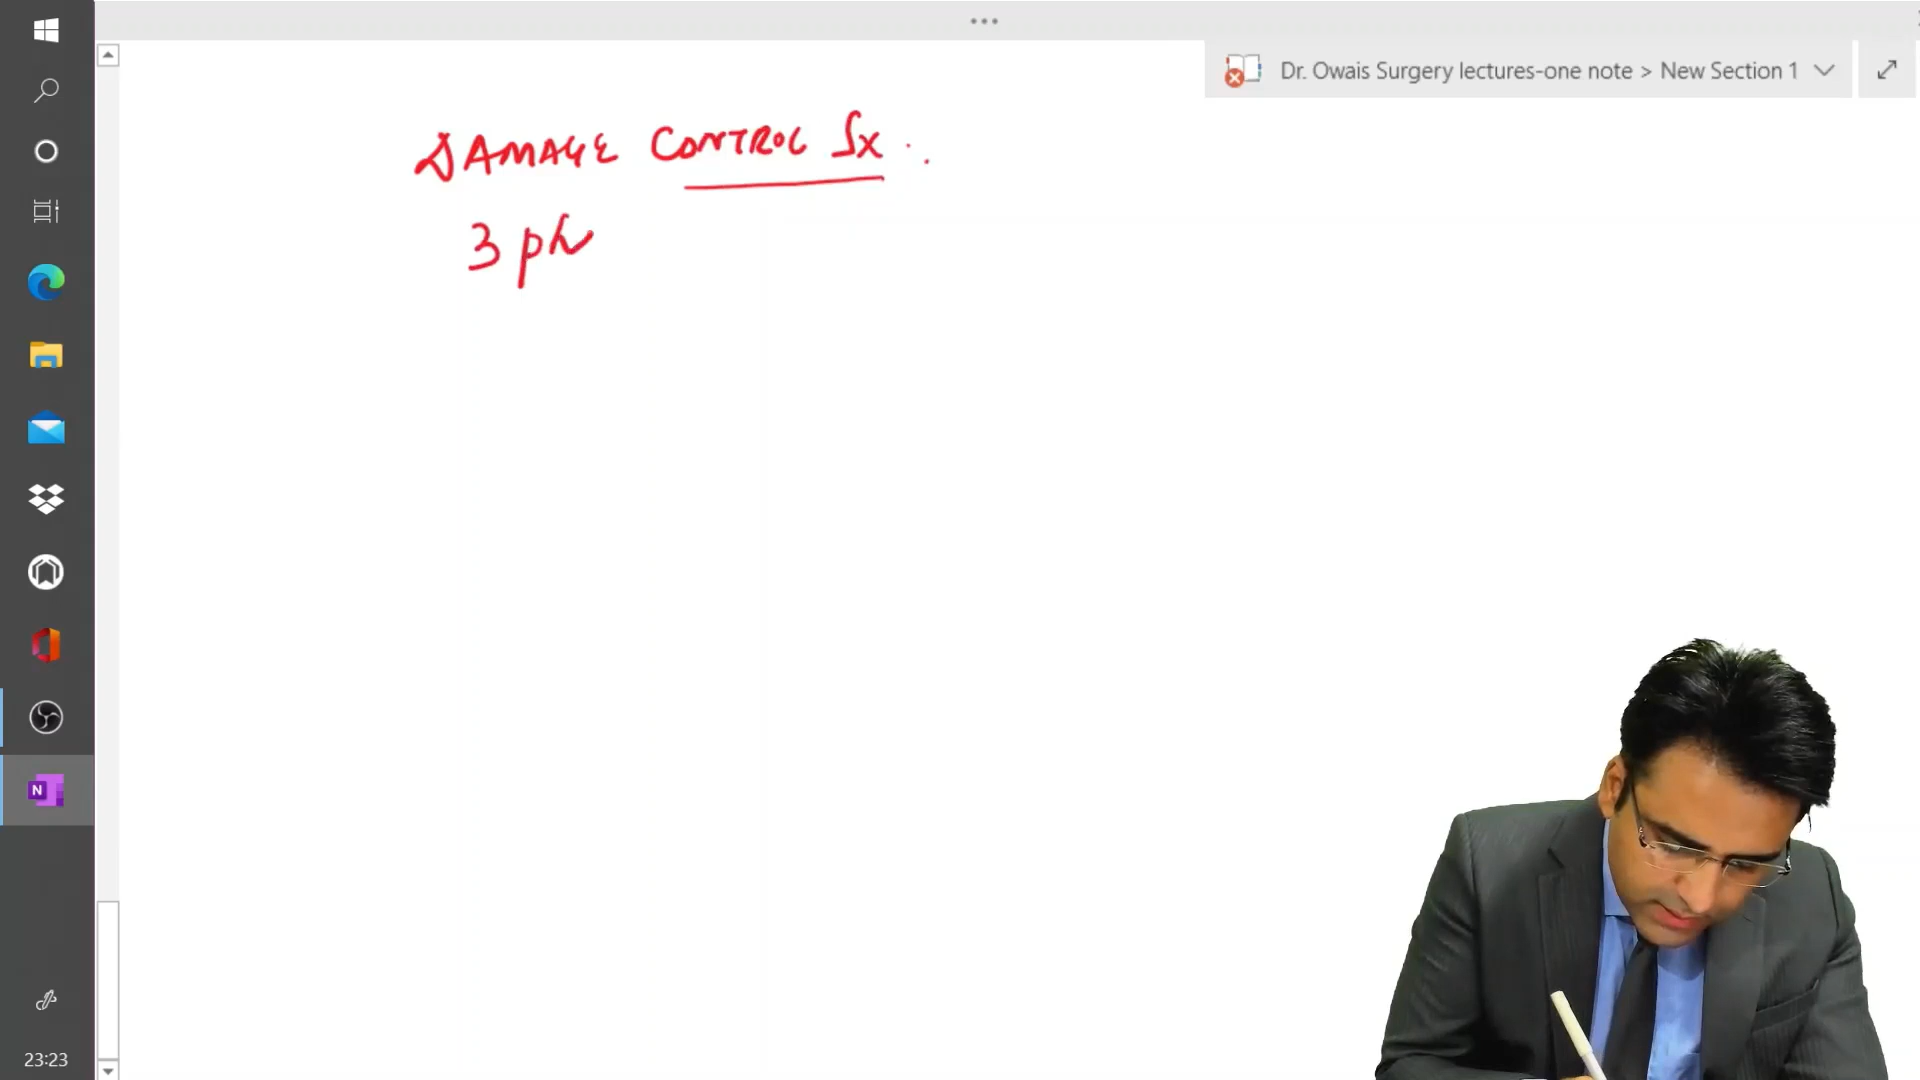 Dr. Owais Surgery lectures-one note > New Section 1
DAMAGE CONTROL Sx . .
3 ph
N
23:23